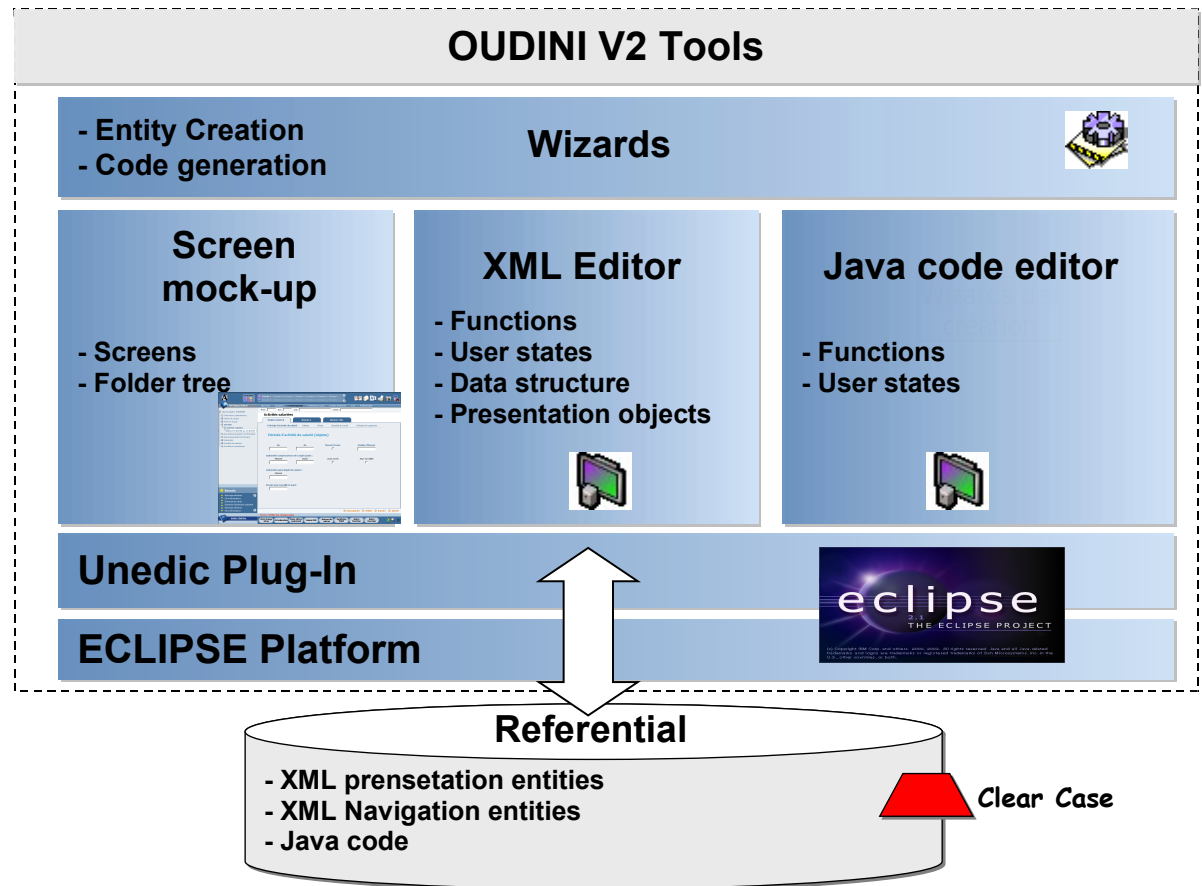 OUDINI V2 Tools
- Entity Creation
- Code generation
Wizards
Screen
mock-up
- Screens
- Folder tree
XML Editor
- Functions
- User states
- Data structure
- Presentation objects
Java code editor
- Functions
- User states
Unedic Plug-In
eclipse
2.1
THE ECLIPSE PROJECT
ECLIPSE Platform
Referential
- XML prensetation entities
- XML Navigation entities
- Java code
Clear Case